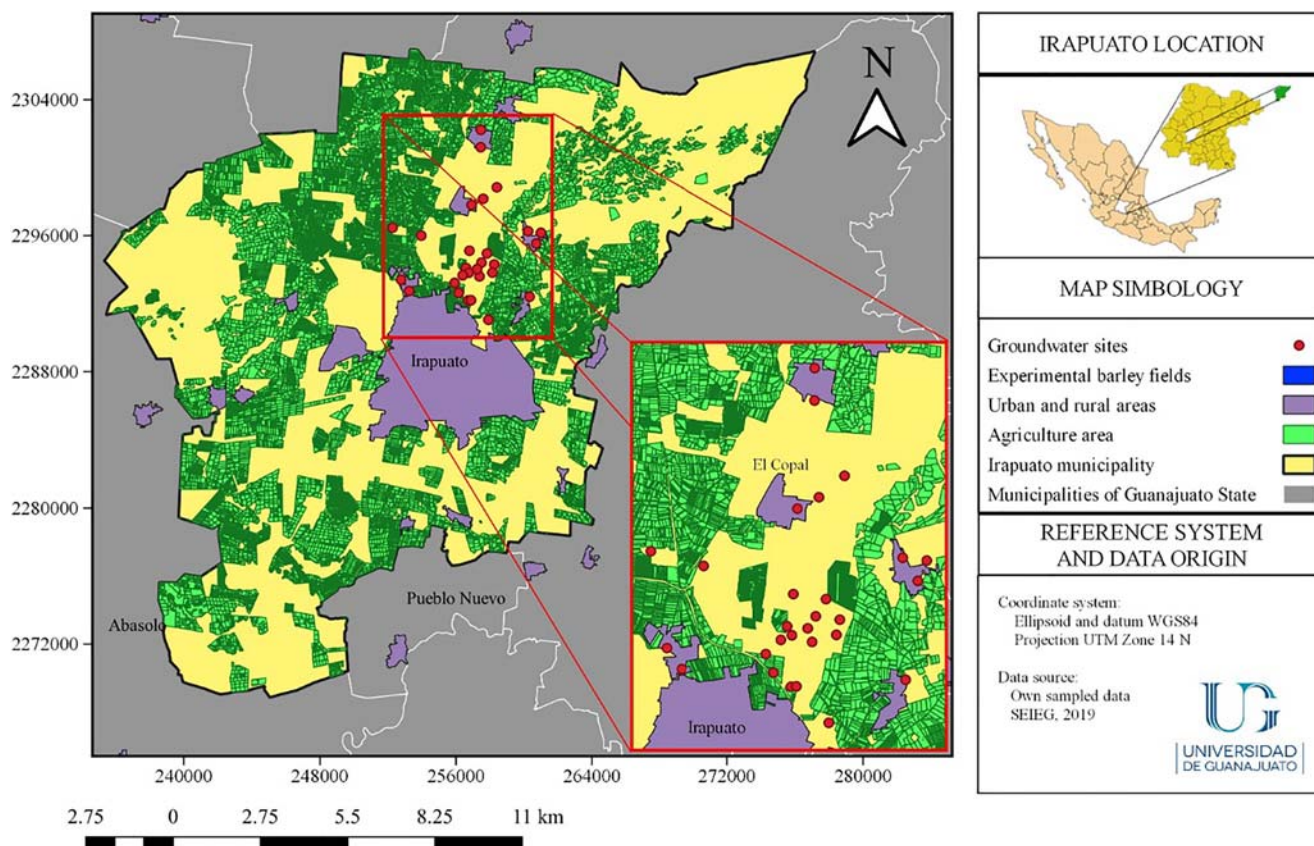 N
2304000
2296000
2288000
2280000
2272000
Irapuato
Pueblo Nuevo
Abasolo
El Copal
Irapuato
240000
248000
256000
264000
272000
280000
2.75
0
2.75
5.5
8.25
11 km
IRAPUATO LOCATION
MAP SIMBOLOGY
Groundwater sites
Experimental barley fields
Urban and rural areas
Agriculture area
Irapuato municipality
Municipalities of Guanajuato State
REFERENCE SYSTEM
AND DATA ORIGIN
Coordinate system:
Ellipsoid and datum WGS84
Projection UTM Zone 14 N
Data source:
Own sampled data
SEIEG, 2019
UG
UNIVERSIDAD
DE GUANAJUATO